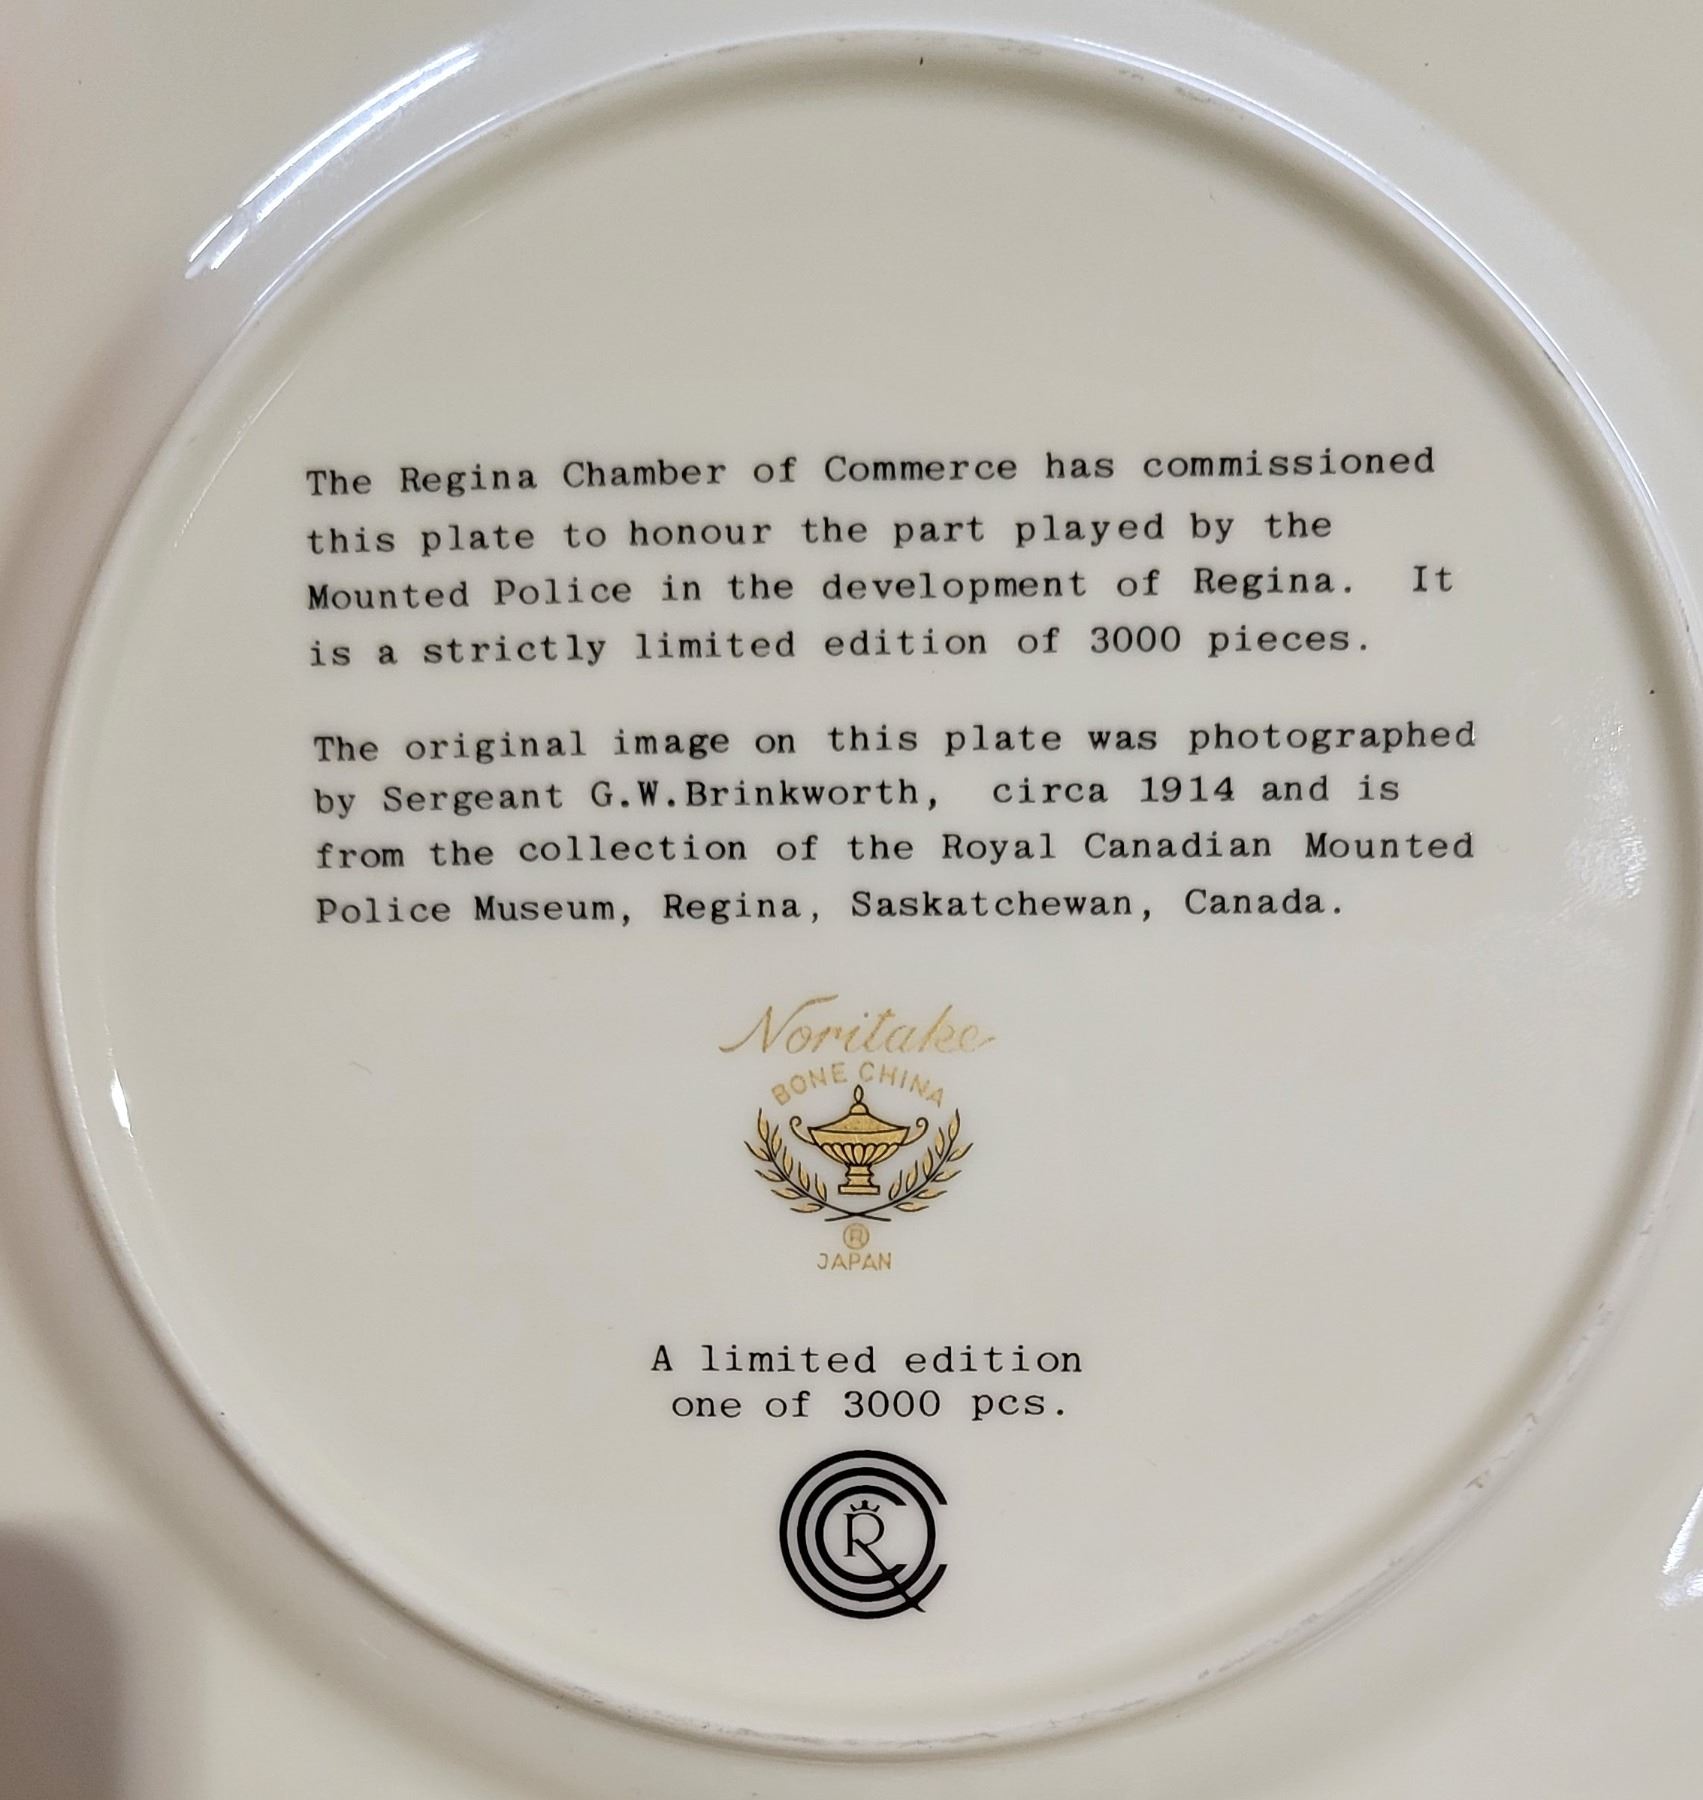 The Regina Chamber of Commerce has commissioned
this plate to honour the part played by the
Mounted Police in the development of Regina. It
is a strictly limited edition of 3000 pieces.
The original image on this plate was photographed
by Sergeant G.W.Brinkworth, circa 1914 and is
from the collection of the Royal Canadian Mounted
Police Museum, Regina, Saskatchewan, Canada.
Noritake
BONE CHINA
®
JAPAN
A limited edition
one of 3000 pcs.
CCR